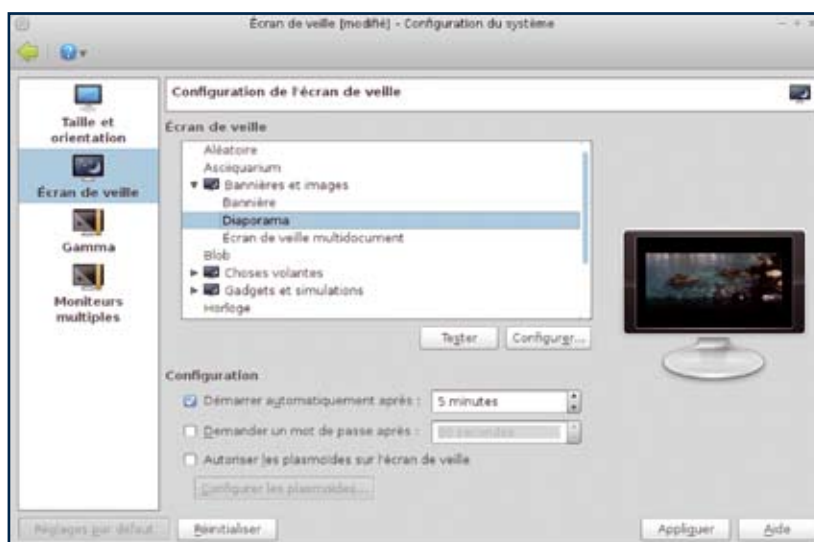 Écran de veille [modifié] - Configuration du système
Configuration de l'écran de veille
Taille et
orientation
Écran de veille
Gamma
Moniteurs
multiples
Écran de veille
Aléatoire
Asciiquarium
Bannières et images
Bannière
Diaporama
Écran de veille multidocument
Blob
Choses volantes
Gadgets et simulations
Horloge
Tester
Configurer...
Configuration
Démarrer automatiquement après :
5 minutes
Demander un mot de passe après :
secondes
Autoriser les plasmoïdes sur l'écran de veille
Configurer les plasmoïdes...
Réglages par défaut
Réinitialiser
Appliquer
Aide